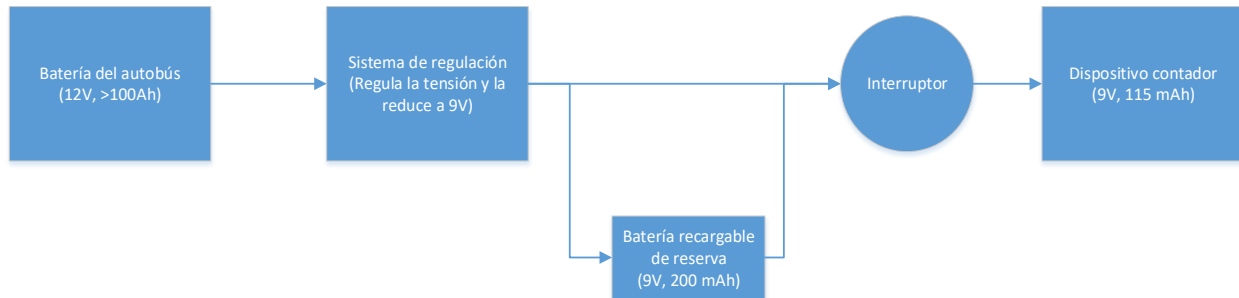 Batería del autobús
(12V, >100Ah)
Sistema de regulación
(Regula la tensión y la
reduce a 9V)
Interruptor
Dispositivo contador
(9V, 115 mAh)
Batería recargable
de reserva
(9V, 200 mAh)